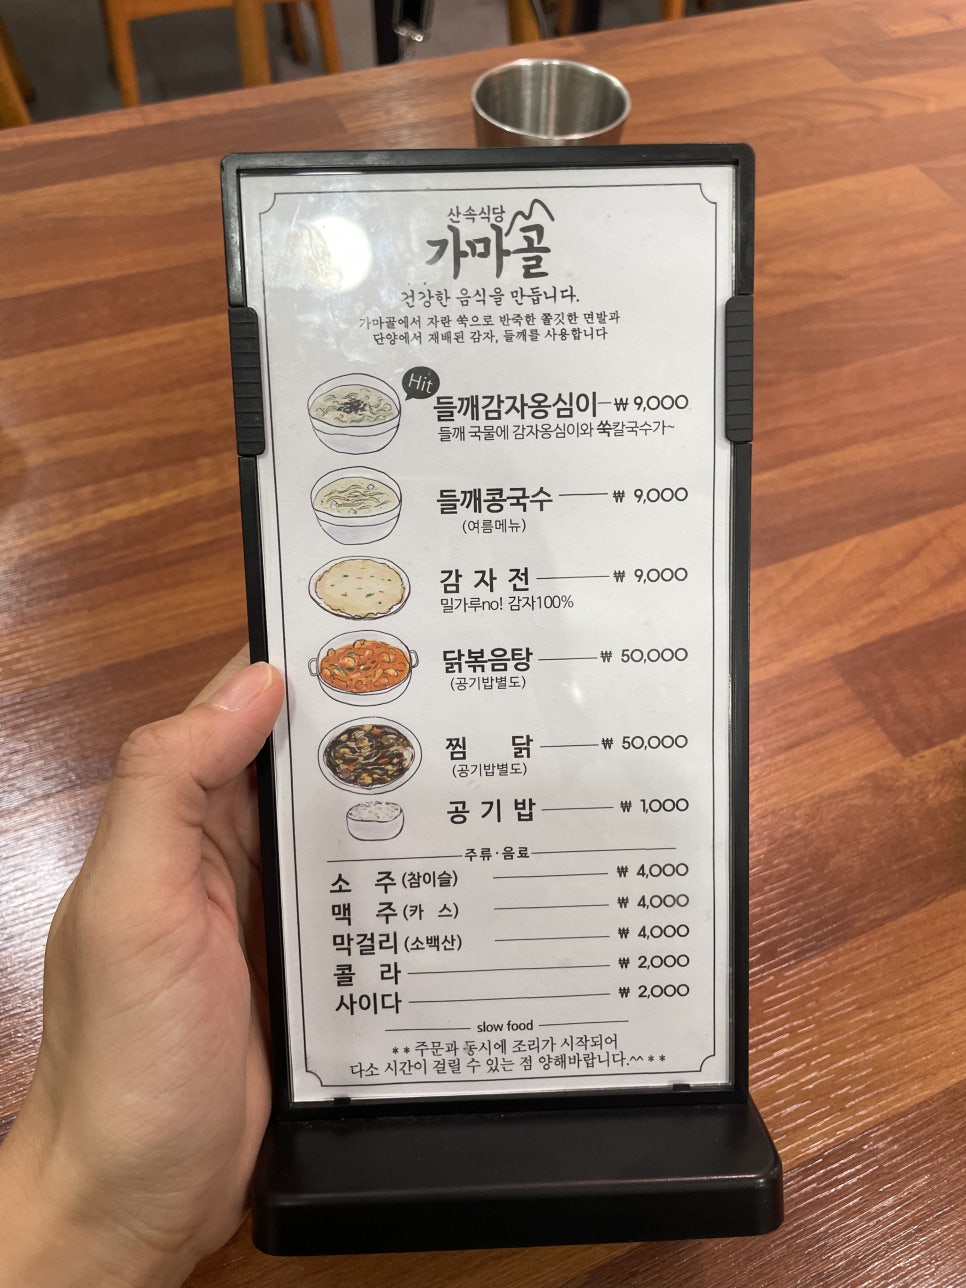 산속식당
가마골
건강한 음식을 만듭니다.
가마골에서 자란 쑥으로 반죽한 쫄깃한 면발과
단양에서 재배된 감자, 들깨를 사용합니다
Hit
들깨감자옹심이 ₩ 9,000
들깨 국물에 감자옹심이와 쑥칼국수가~
들깨콩국수 ₩ 9,000
(여름메뉴)
감 자 전 ₩ 9,000
밀가루no! 감자100%
닭볶음탕 ₩ 50,000
(공기밥별도)
찜 닭 ₩ 50,000
(공기밥별도)
공 기 밥 ₩ 1,000
주류·음료
소 주 (참이슬) ₩ 4,000
맥 주 (카 스) ₩ 4,000
막걸리 (소백산) ₩ 4,000
콜 라 ₩ 2,000
사이다 ₩ 2,000
slow food
**주문과 동시에 조리가 시작되어
다소 시간이 걸릴 수 있는 점 양해바랍니다.^^**